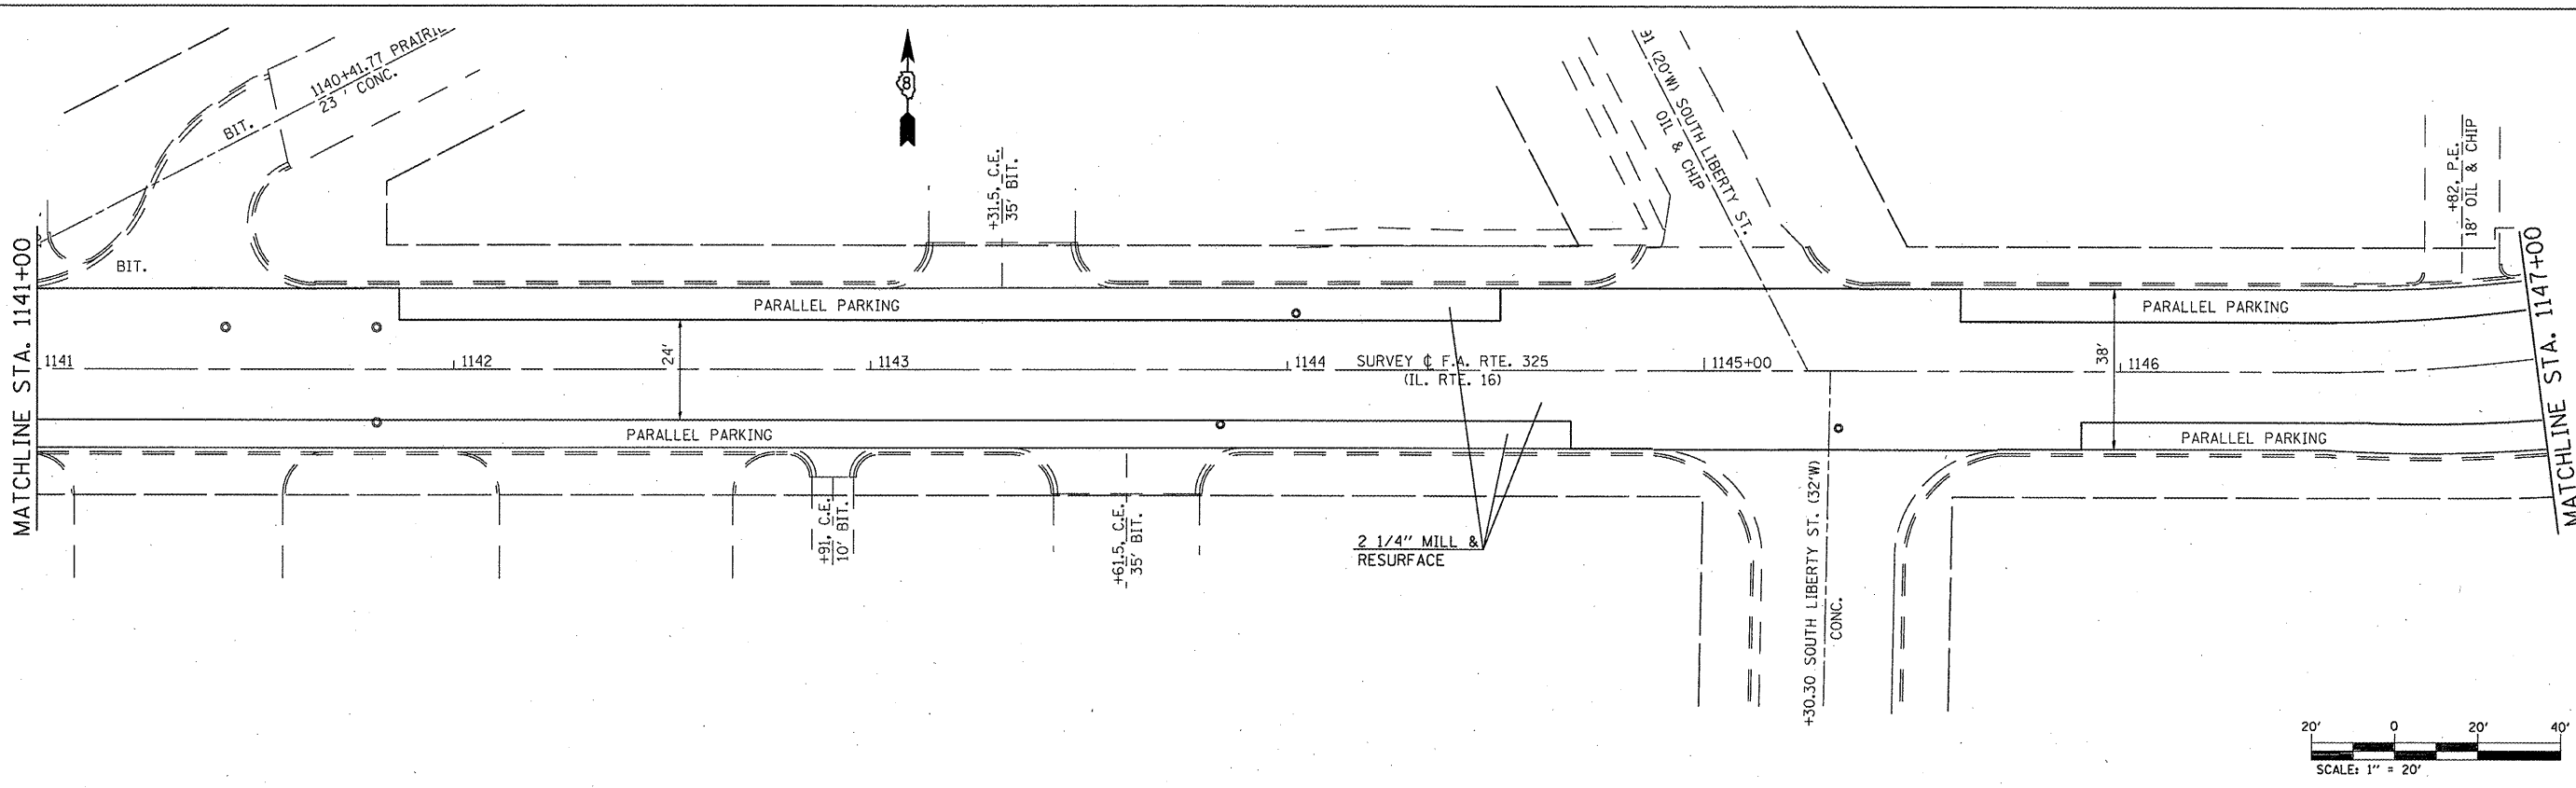 MATCHLINE STA. 1141+00
1140+41.77
23' CONC.
BIT.
BIT.
8
+31.5, C.E.
35' BIT.
91 (20'W) SOUTH LIBERTY ST.
OIL & CHIP
+82, P.E.
18' OIL & CHIP
MATCHLINE STA. 1147+00
PARALLEL PARKING
PARALLEL PARKING
1141
1142
24'
1143
1144
SURVEY ℄ F.A. RTE. 325
(IL. RTE. 16)
1145+00
38'
1146
PARALLEL PARKING
PARALLEL PARKING
+91, C.E.
10' BIT.
+61.5, C.E.
35' BIT.
2 1/4" MILL &
RESURFACE
+30.30 SOUTH LIBERTY ST. (32'W)
CONC.
20' 0 20' 40'
SCALE: 1" = 20'